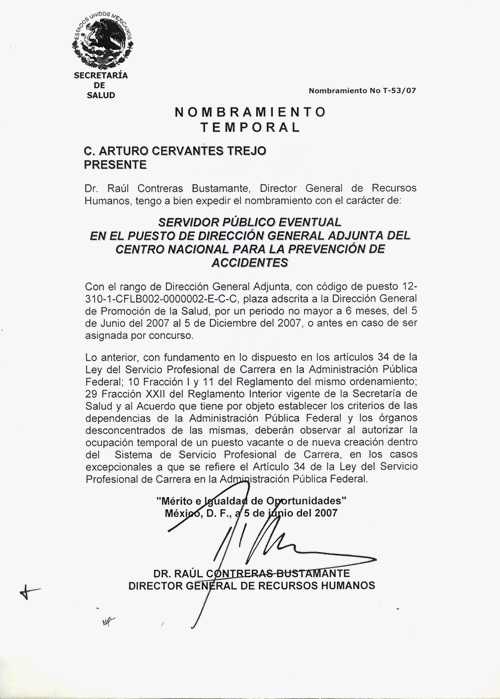 ESTADOS UNIDOS MEXICANOS
SECRETARÍA
DE
SALUD
Nombramiento No T-53/07
NOMBRAMIENTO
TEMPORAL
C. ARTURO CERVANTES TREJO
PRESENTE
Dr. Raúl Contreras Bustamante, Director General de Recursos
Humanos, tengo a bien expedir el nombramiento con el carácter de:
SERVIDOR PÚBLICO EVENTUAL
EN EL PUESTO DE DIRECCIÓN GENERAL ADJUNTA DEL
CENTRO NACIONAL PARA LA PREVENCIÓN DE
ACCIDENTES
Con el rango de Dirección General Adjunta, con código de puesto 12-
310-1-CFLB002-0000002-E-C-C, plaza adscrita a la Dirección General
de Promoción de la Salud, por un periodo no mayor a 6 meses, del 5
de Junio del 2007 al 5 de Diciembre del 2007, o antes en caso de ser
asignada por concurso.
Lo anterior, con fundamento en lo dispuesto en los artículos 34 de la
Ley del Servicio Profesional de Carrera en la Administración Pública
Federal; 10 Fracción I y 11 del Reglamento del mismo ordenamiento;
29 Fracción XXII del Reglamento Interior vigente de la Secretaría de
Salud y al Acuerdo que tiene por objeto establecer los criterios de las
dependencias de la Administración Pública Federal y los órganos
desconcentrados de las mismas, deberán observar al autorizar la
ocupación temporal de un puesto vacante o de nueva creación dentro
del Sistema de Servicio Profesional de Carrera, en los casos
excepcionales a que se refiere el Artículo 34 de la Ley del Servicio
Profesional de Carrera en la Administración Pública Federal.
"Mérito e Igualdad de Oportunidades"
México, D. F., a 5 de junio del 2007
DR. RAÚL CONTRERAS BUSTAMANTE
DIRECTOR GENERAL DE RECURSOS HUMANOS